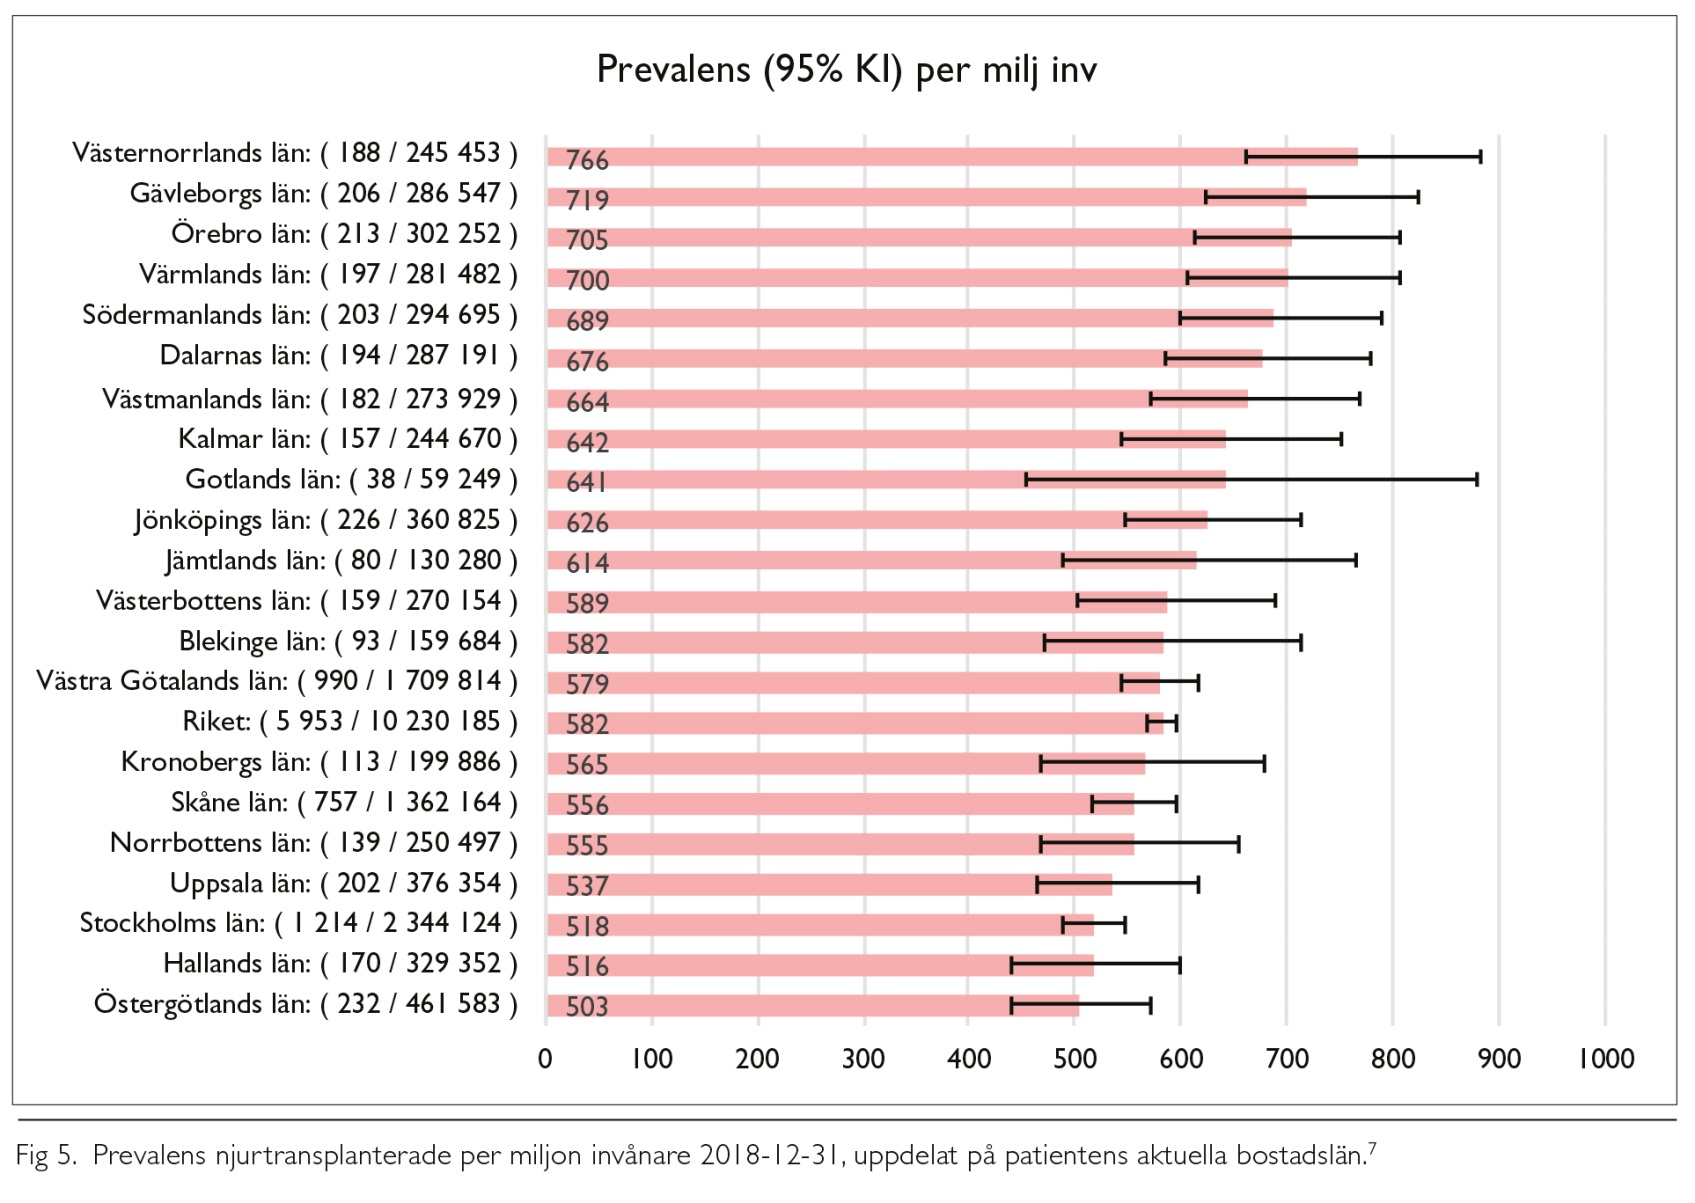 Prevalens (95% KI) per milj inv
Västernorrlands län: ( 188 / 245 453 ) 766
Gävleborgs län: ( 206 / 286 547 ) 719
Örebro län: ( 213 / 302 252 ) 705
Värmlands län: ( 197 / 281 482 ) 700
Södermanlands län: ( 203 / 294 695 ) 689
Dalarnas län: ( 194 / 287 191 ) 676
Västmanlands län: ( 182 / 273 929 ) 664
Kalmar län: ( 157 / 244 670 ) 642
Gotlands län: ( 38 / 59 249 ) 641
Jönköpings län: ( 226 / 360 825 ) 626
Jämtlands län: ( 80 / 130 280 ) 614
Västerbottens län: ( 159 / 270 154 ) 589
Blekinge län: ( 93 / 159 684 ) 582
Västra Götalands län: ( 990 / 1 709 814 ) 579
Riket: ( 5 953 / 10 230 185 ) 582
Kronobergs län: ( 113 / 199 886 ) 565
Skåne län: ( 757 / 1 362 164 ) 556
Norrbottens län: ( 139 / 250 497 ) 555
Uppsala län: ( 202 / 376 354 ) 537
Stockholms län: ( 1 214 / 2 344 124 ) 518
Hallands län: ( 170 / 329 352 ) 516
Östergötlands län: ( 232 / 461 583 ) 503
0 100 200 300 400 500 600 700 800 900 1000
Fig 5. Prevalens njurtransplanterade per miljon invånare 2018-12-31, uppdelat på patientens aktuella bostadslän.7